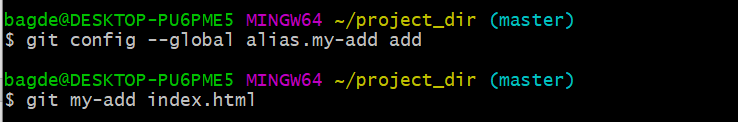 bagde@DESKTOP-PU6PME5 MINGW64 ~/project_dir (master)
$ git config --global alias.my-add add
bagde@DESKTOP-PU6PME5 MINGW64 ~/project_dir (master)
$ git my-add index.html